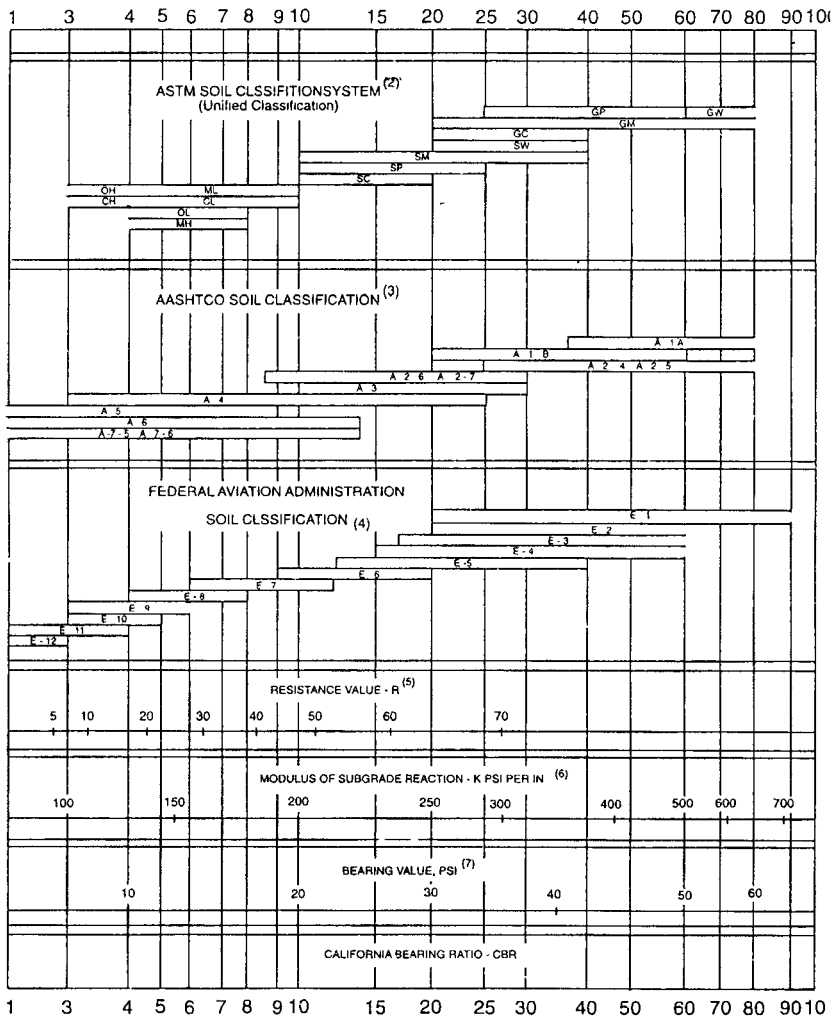 1 3 4 5 6 7 8 9 10 15 20 25 30 40 50 60 70 80 90 100
ASTM SOIL CLSSIFITIONSYSTEM (2)
(Unified Classification)
GP GW
GM
GC
SW
SM
SP
SC
OH ML
CH CL
OL
MH
AASHTCO SOIL CLASSIFICATION (3)
A 1A
A 1 B
A 2 4 A 2 5
A 2 6 A 2-7
A 3
A 4
A 5
A 6
A-7-5 A 7-6
FEDERAL AVIATION ADMINISTRATION
SOIL CLSSIFICATION (4)
E 1
E 2
E - 3
E - 4
E -5
E 6
E 7
E - 8
E 9
E 10
E 11
E - 12
RESISTANCE VALUE - R (5)
5 10 20 30 40 50 60 70
MODULUS OF SUBGRADE REACTION - K PSI PER IN (6)
100 150 200 250 300 400 500 600 700
BEARING VALUE, PSI (7)
10 20 30 40 50 60
CALIFORNIA BEARING RATIO - CBR
1 3 4 5 6 7 8 9 10 15 20 25 30 40 50 60 70 80 90 100